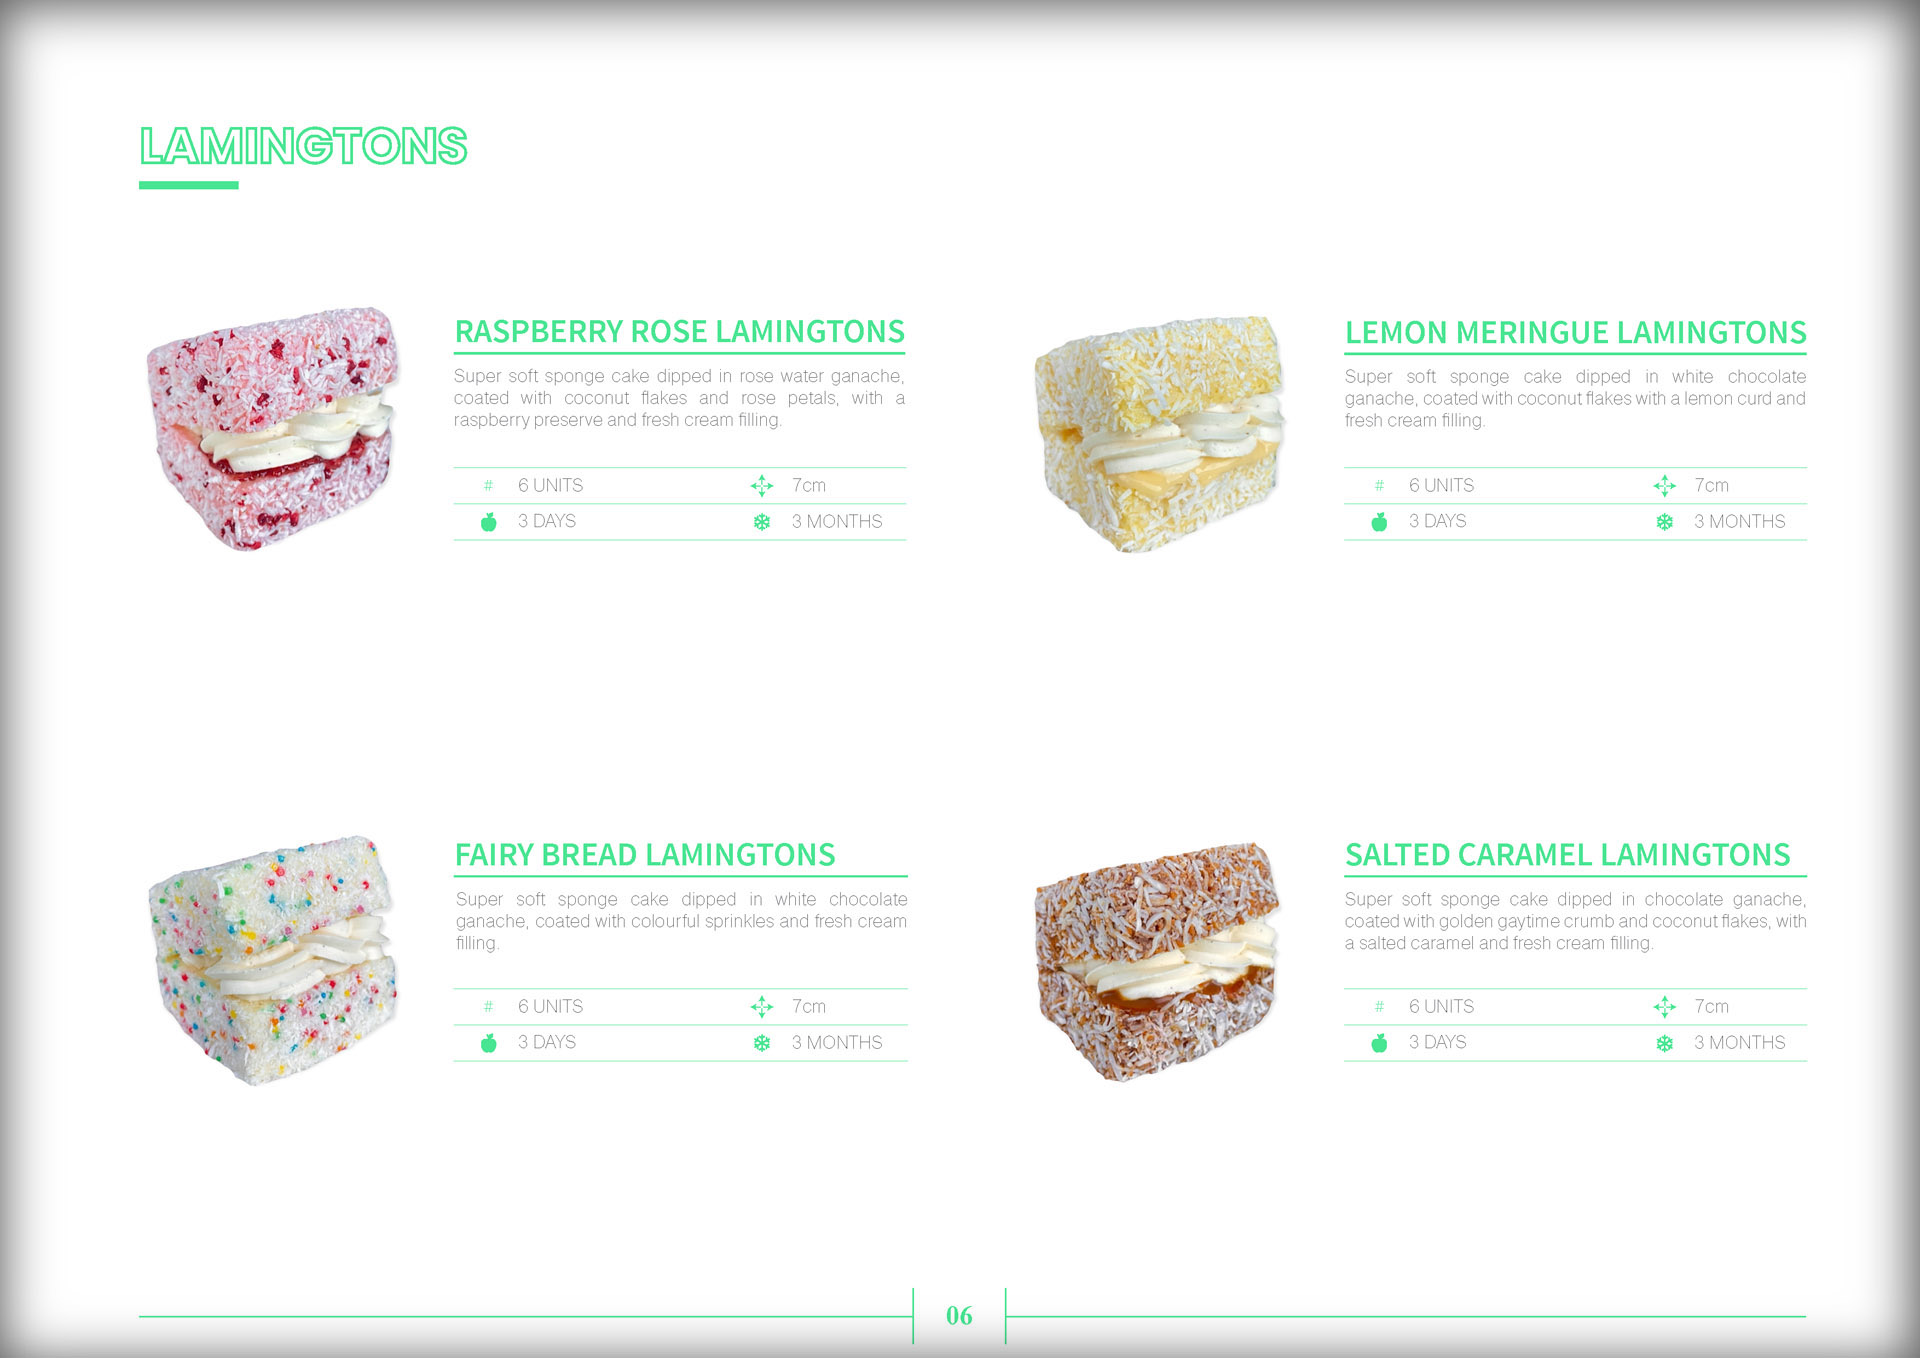 LAMINGTONS
RASPBERRY ROSE LAMINGTONS
Super soft sponge cake dipped in rose water ganache,
coated with coconut flakes and rose petals, with a
raspberry preserve and fresh cream filling.
# 6 UNITS 7cm
3 DAYS 3 MONTHS
LEMON MERINGUE LAMINGTONS
Super soft sponge cake dipped in white chocolate
ganache, coated with coconut flakes with a lemon curd and
fresh cream filling.
# 6 UNITS 7cm
3 DAYS 3 MONTHS
FAIRY BREAD LAMINGTONS
Super soft sponge cake dipped in white chocolate
ganache, coated with colourful sprinkles and fresh cream
filling.
# 6 UNITS 7cm
3 DAYS 3 MONTHS
SALTED CARAMEL LAMINGTONS
Super soft sponge cake dipped in chocolate ganache,
coated with golden gaytime crumb and coconut flakes, with
a salted caramel and fresh cream filling.
# 6 UNITS 7cm
3 DAYS 3 MONTHS
06